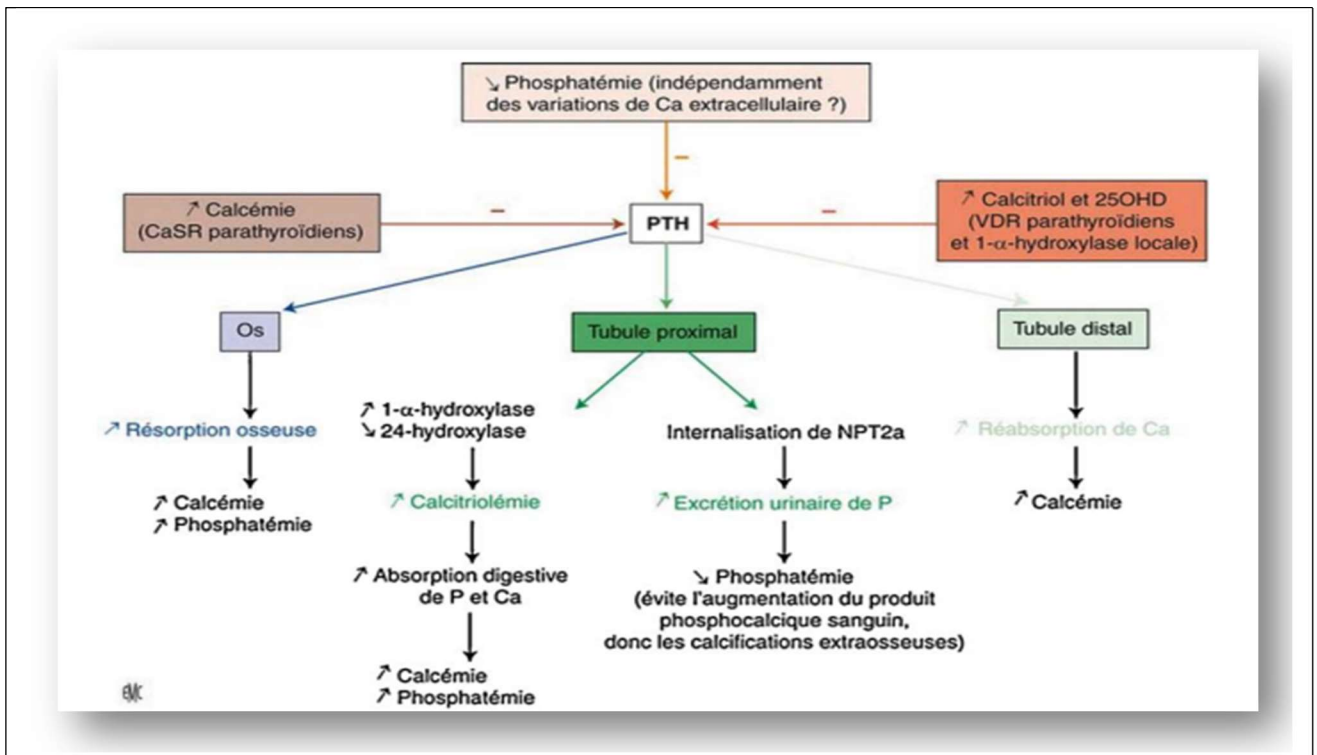 ↘ Phosphatémie (indépendamment
des variations de Ca extracellulaire ?)
–
↗ Calcémie
(CaSR parathyroïdiens)
–
PTH
–
↗ Calcitriol et 25OHD
(VDR parathyroïdiens
et 1-α-hydroxylase locale)
Os
Tubule proximal
Tubule distal
↗ Résorption osseuse
↗ Calcémie
↗ Phosphatémie
↗ 1-α-hydroxylase
↘ 24-hydroxylase
↗ Calcitriolémie
↗ Absorption digestive
de P et Ca
↗ Calcémie
↗ Phosphatémie
Internalisation de NPT2a
↗ Excrétion urinaire de P
↘ Phosphatémie
(évite l'augmentation du produit
phosphocalcique sanguin,
donc les calcifications extraosseuses)
↗ Réabsorption de Ca
↗ Calcémie
EMC